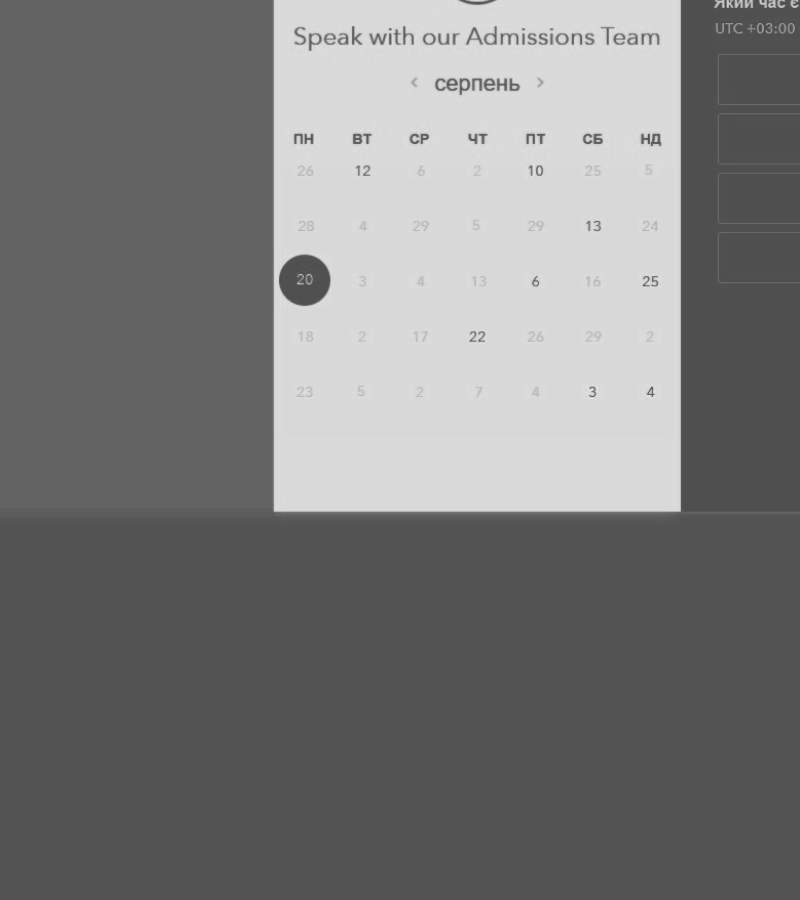 Speak with our Admissions Team
серпень
ПН ВТ СР ЧТ ПТ СБ НД
26 12 6 2 10 25 5
28 4 29 5 29 13 24
20 3 4 13 6 16 25
18 2 17 22 26 29 2
23 5 2 7 4 3 4
Який час є
UTC +03:00